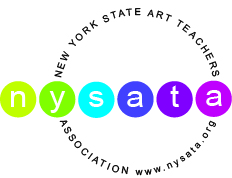 NEW YORK STATE ART TEACHERS
nysata
ASSOCIATION www.nysata.org